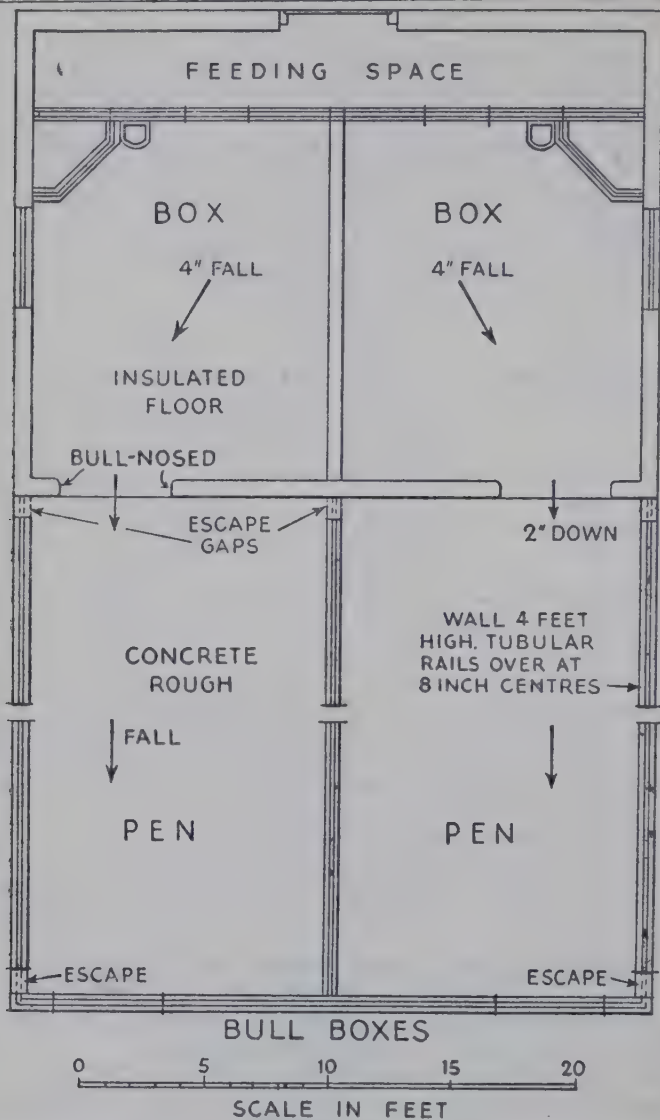 FEEDING SPACE
BOX
BOX
4" FALL
4" FALL
INSULATED
FLOOR
BULL-NOSED
ESCAPE
GAPS
2" DOWN
WALL 4 FEET
HIGH. TUBULAR
RAILS OVER AT
8 INCH CENTRES
CONCRETE
ROUGH
FALL
PEN
PEN
ESCAPE
ESCAPE
BULL BOXES
0 5 10 15 20
SCALE IN FEET